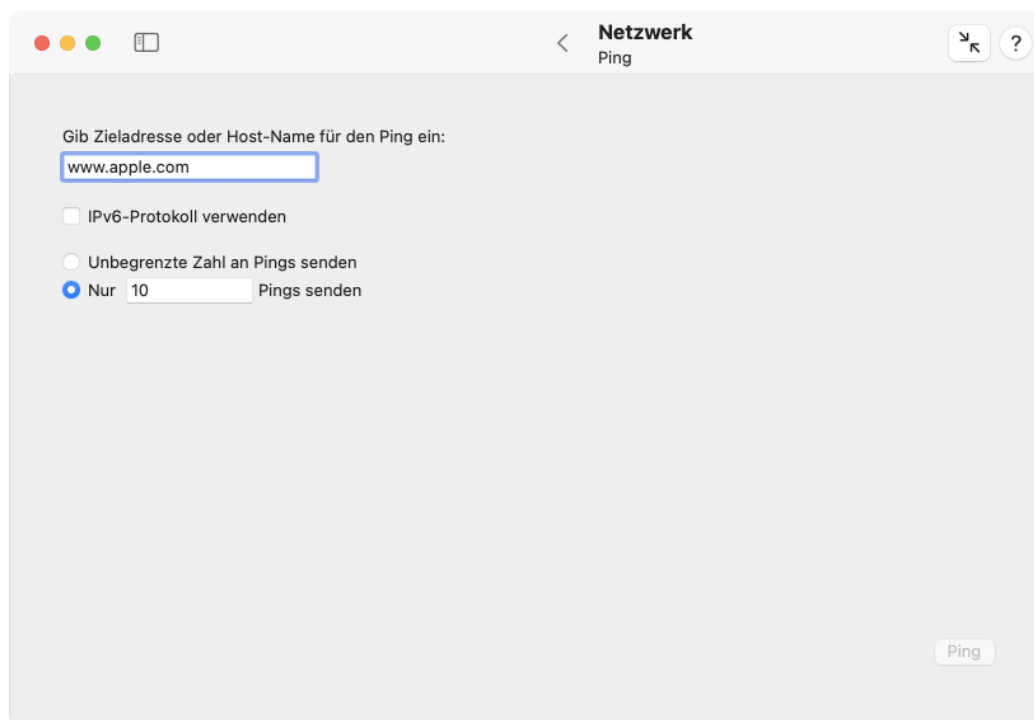 Netzwerk
Ping
?
Gib Zieladresse oder Host-Name für den Ping ein:
www.apple.com
IPv6-Protokoll verwenden
Unbegrenzte Zahl an Pings senden
Nur 10 Pings senden
Ping